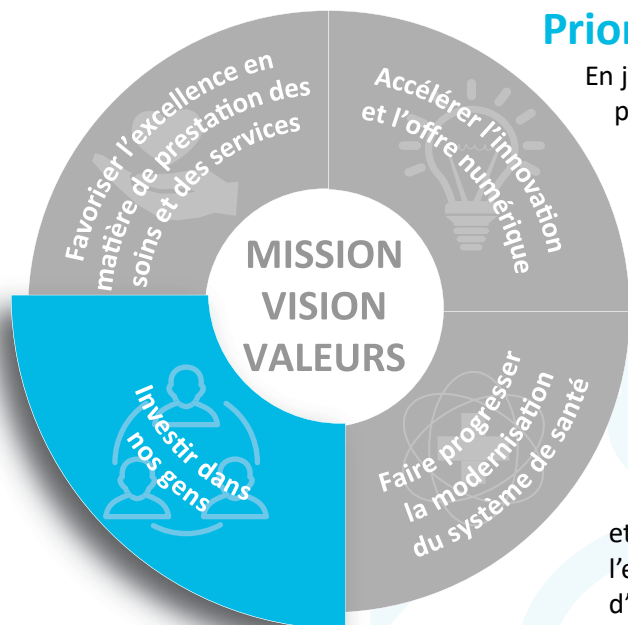 Prior
En j
p
Favoriser l'excellence en
matière de prestation des
soins et des services
Accélérer l'innovation
et l'offre numérique
MISSION
VISION
VALEURS
Investir dans
nos gens
Faire progresser
la modernisation
du système de santé
et
l'e
d'